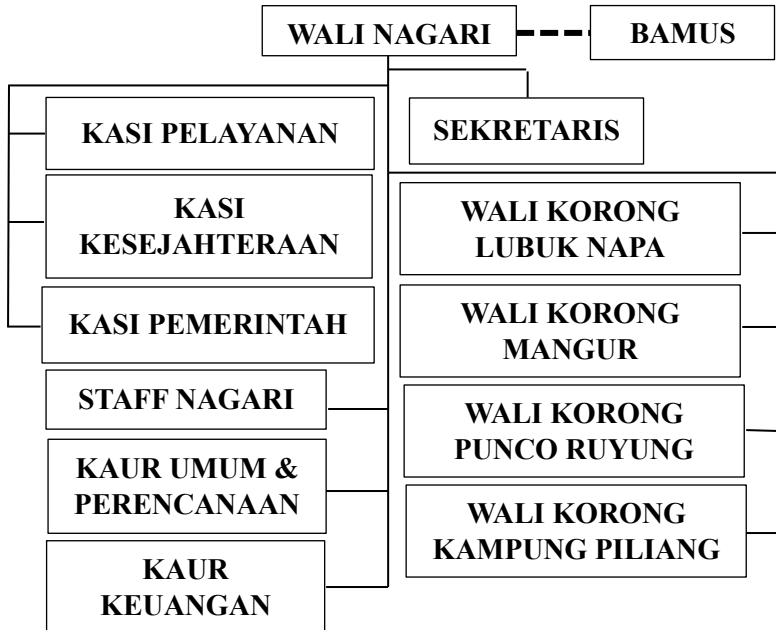 WALI NAGARI
BAMUS
KASI PELAYANAN
SEKRETARIS
KASI
KESEJAHTERAAN
WALI KORONG
LUBUK NAPA
KASI PEMERINTAH
WALI KORONG
MANGUR
STAFF NAGARI
WALI KORONG
PUNCO RUYUNG
KAUR UMUM &
PERENCANAAN
WALI KORONG
KAMPUNG PILIANG
KAUR
KEUANGAN